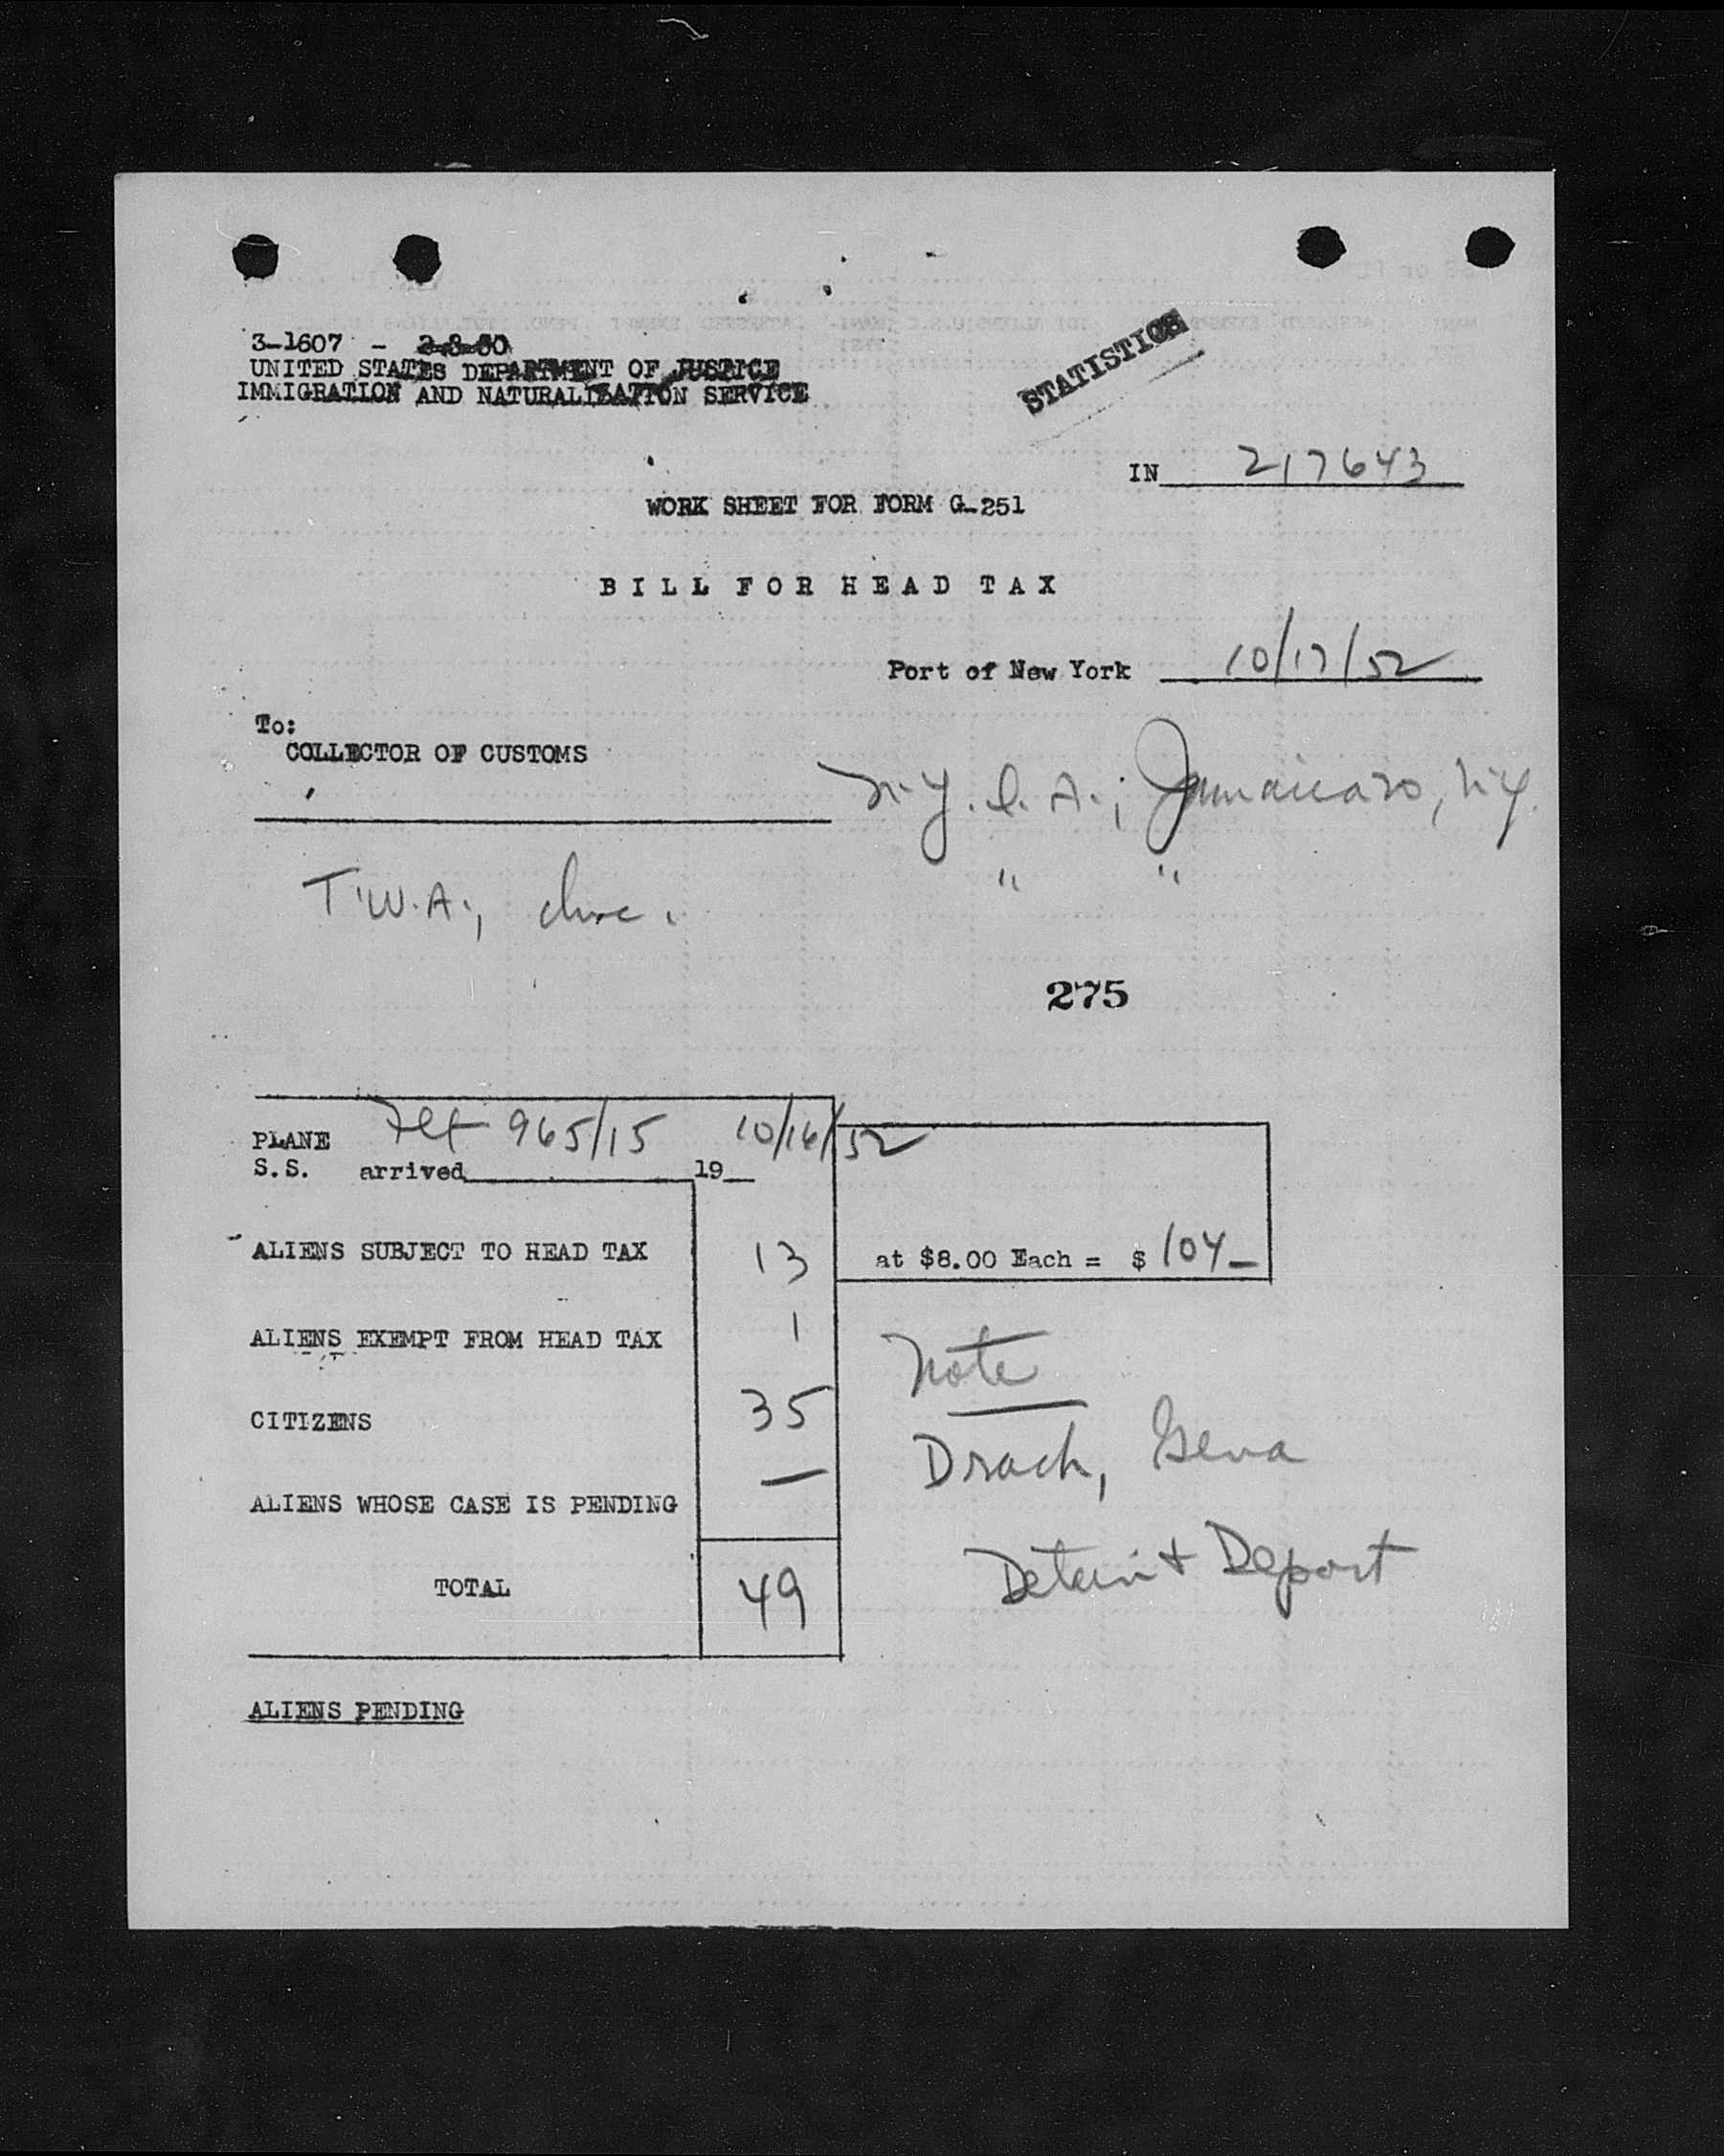 3-1607 - 2-8-50
UNITED STATES DEPARTMENT OF JUSTICE
IMMIGRATION AND NATURALIZATION SERVICE
STATISTICS
IN 217643
WORK SHEET FOR FORM G-251
BILL FOR HEAD TAX
Port of New York 10/17/52
To:
COLLECTOR OF CUSTOMS
N.Y. I. A.; Jamaica 30, N.Y.
" "
T.W.A., Inc.
275
PLANE Flt 965/15 10/16/52
S.S. arrived 19
ALIENS SUBJECT TO HEAD TAX 13 at $8.00 Each = $ 104-
ALIENS EXEMPT FROM HEAD TAX 1
Note
CITIZENS 35
Drach, Gena
ALIENS WHOSE CASE IS PENDING —
Detain & Deport
TOTAL 49
ALIENS PENDING